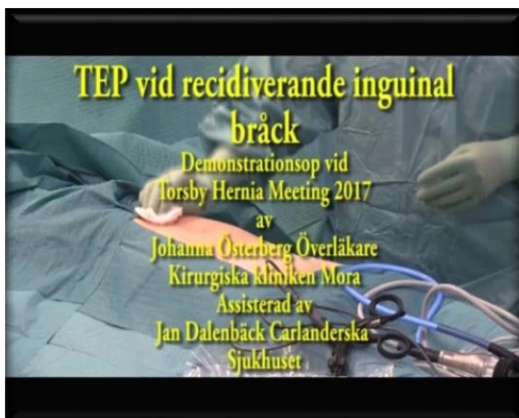 TEP vid recidiverande inguinal
bråck
Demonstrationsop vid
Torsby Hernia Meeting 2017
av
Johanna Österberg Överläkare
Kirurgiska kliniken Mora
Assisterad av
Jan Dalenbäck Carlanderska
Sjukhuset